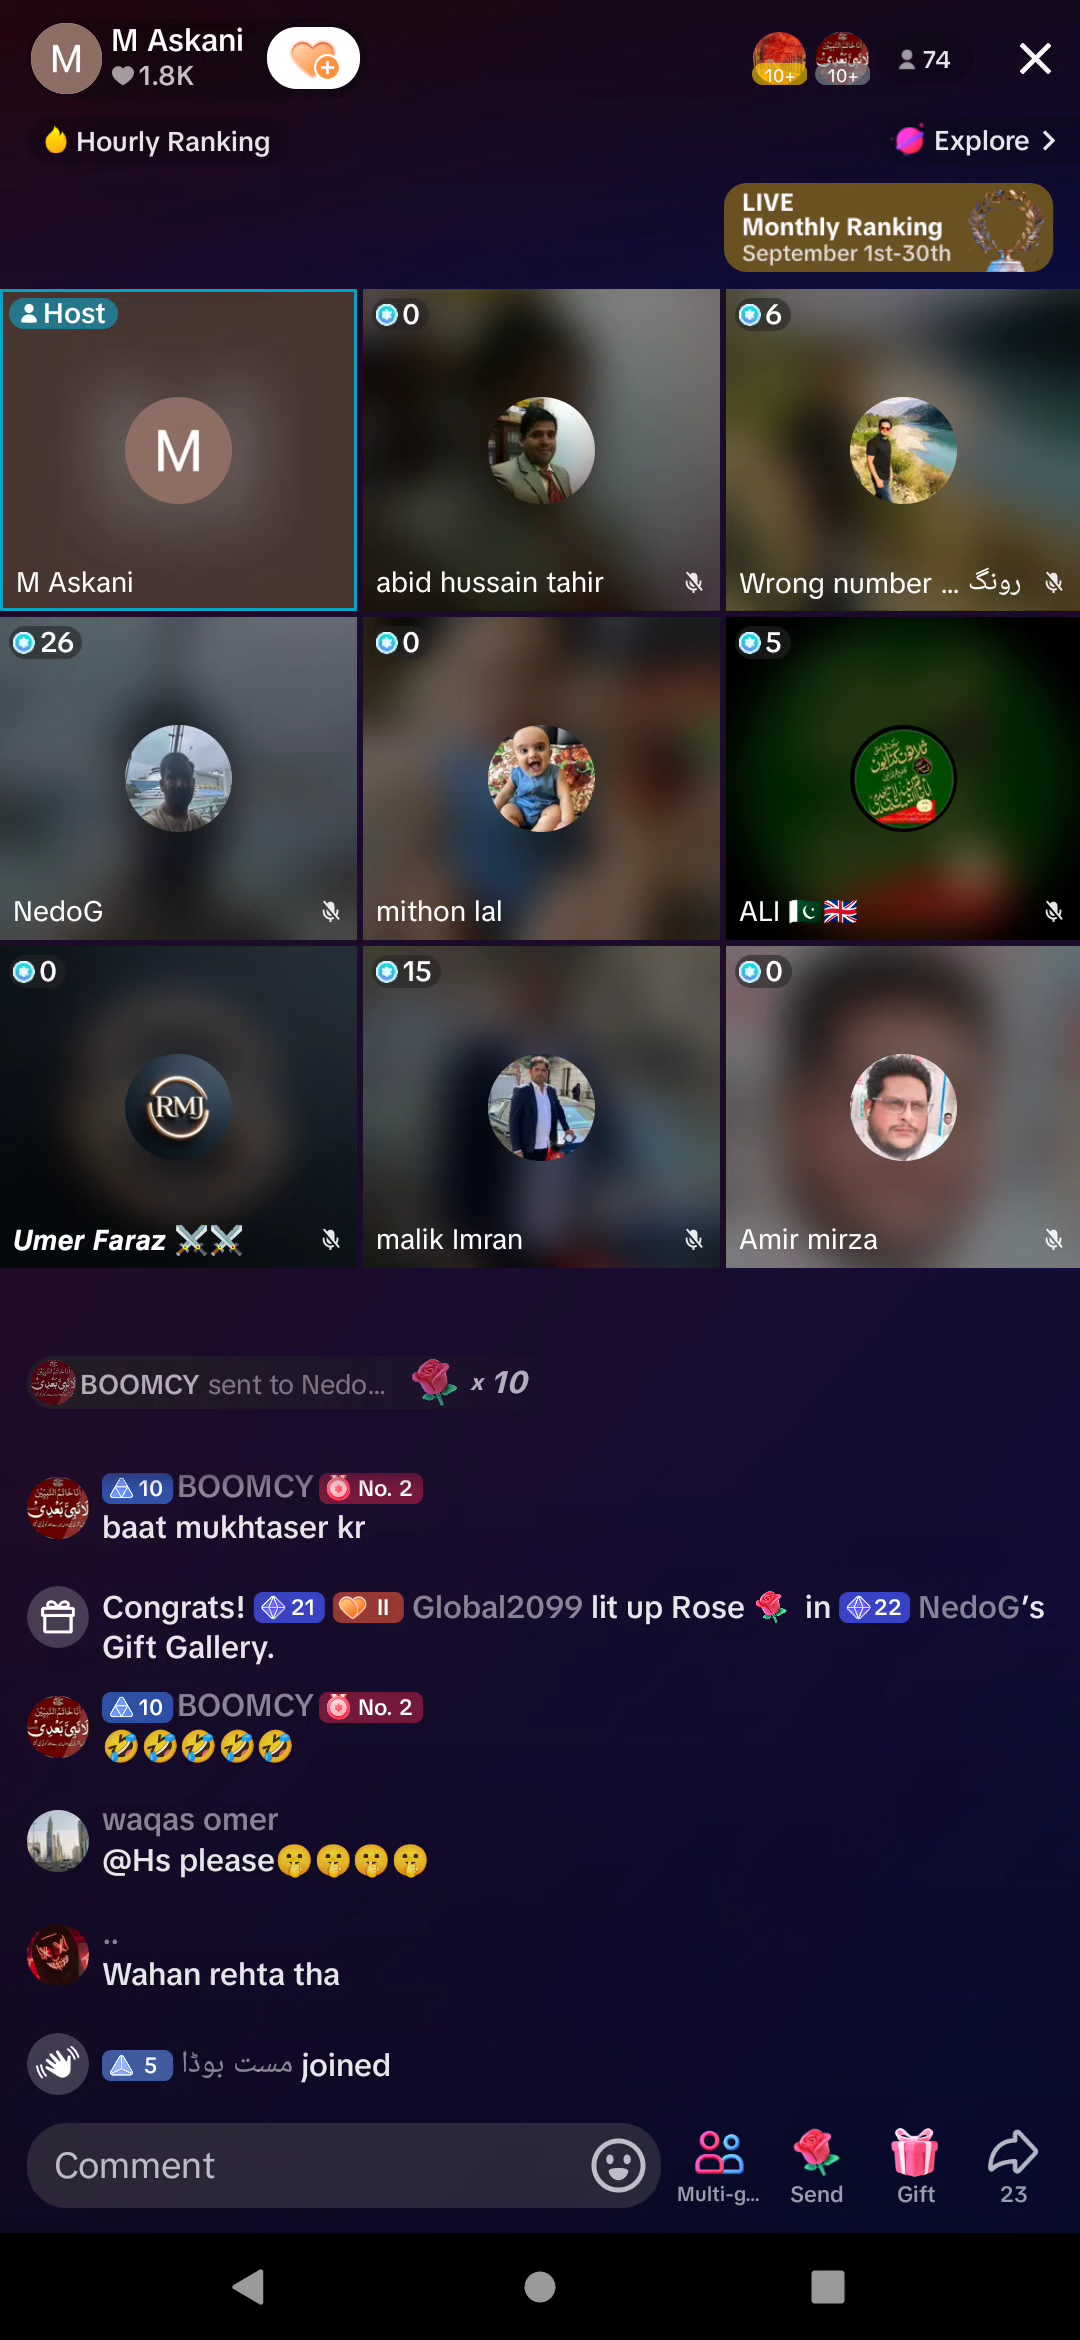 M
M Askani
1.8K
10+
10+
74
Hourly Ranking
Explore
LIVE
Monthly Ranking
September 1st-30th
Host
M
M Askani
0
abid hussain tahir
6
Wrong number ... رونگ
26
NedoG
0
mithon lal
5
ALI 🇵🇰🇬🇧
0
RMJ
Umer Faraz ⚔️⚔️
15
malik Imran
0
Amir mirza
BOOMCY sent to Nedo... 🌹 x 10
10 BOOMCY No. 2
baat mukhtaser kr
Congrats! 21 II Global2099 lit up Rose 🌹 in 22 NedoG's
Gift Gallery.
10 BOOMCY No. 2
🤣🤣🤣🤣🤣
waqas omer
@Hs please🤫🤫🤫🤫
..
Wahan rehta tha
5 مست بوڈا joined
Comment
Multi-g...
Send
Gift
23